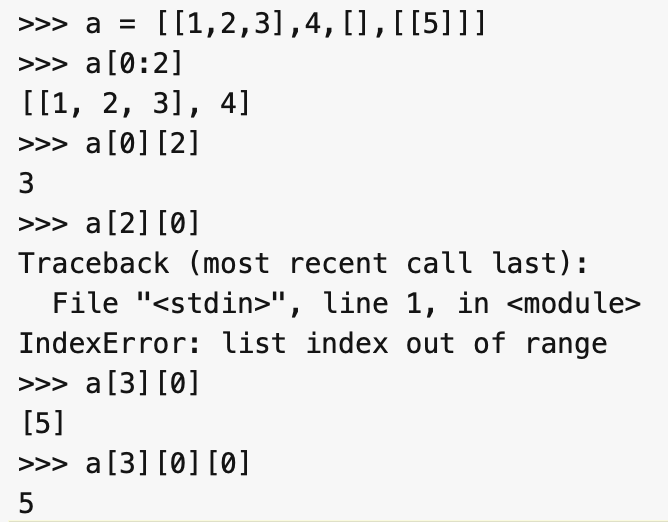 >>> a = [[1,2,3],4,[],[[5]]]
>>> a[0:2]
[[1, 2, 3], 4]
>>> a[0][2]
3
>>> a[2][0]
Traceback (most recent call last):
  File "<stdin>", line 1, in <module>
IndexError: list index out of range
>>> a[3][0]
[5]
>>> a[3][0][0]
5